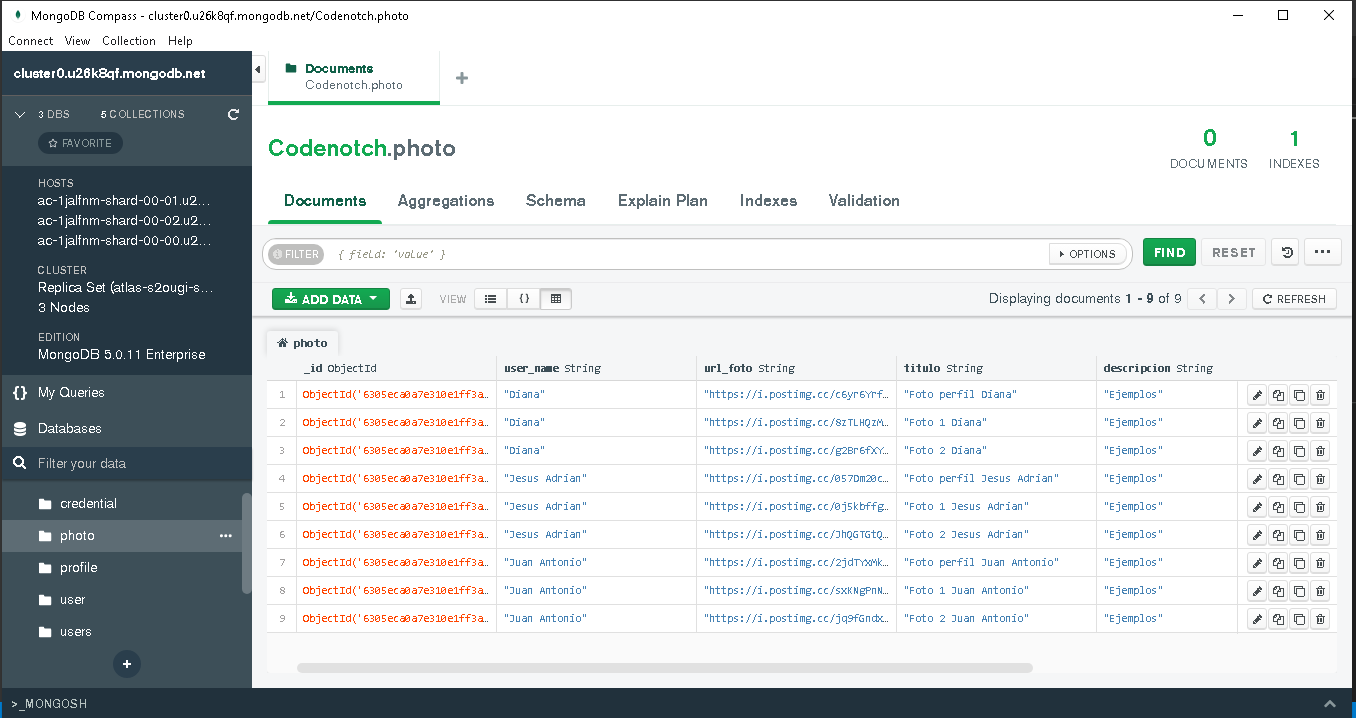 MongoDB Compass - cluster0.u26k8qf.mongodb.net/Codenotch.photo
Connect View Collection Help
cluster0.u26k8qf.mongodb.net
3 DBS 5 COLLECTIONS
FAVORITE
HOSTS
ac-1jalfnm-shard-00-01.u2...
ac-1jalfnm-shard-00-02.u2...
ac-1jalfnm-shard-00-00.u2...
CLUSTER
Replica Set (atlas-s2ougi-s...
3 Nodes
EDITION
MongoDB 5.0.11 Enterprise
{} My Queries
Databases
Filter your data
credential
photo ...
profile
user
users
+
>_MONGOSH
Documents
Codenotch.photo
+
Codenotch.photo
0 DOCUMENTS
1 INDEXES
Documents Aggregations Schema Explain Plan Indexes Validation
FILTER { field: 'value' } OPTIONS FIND RESET ...
ADD DATA VIEW {} Displaying documents 1 - 9 of 9 < > REFRESH
photo
_id ObjectId user_name String url_foto String titulo String descripcion String
1 ObjectId('6305eca0a7e310e1ff3a… "Diana" "https://i.postimg.cc/c6yr6Yrf… "Foto perfil Diana" "Ejemplos"
2 ObjectId('6305eca0a7e310e1ff3a… "Diana" "https://i.postimg.cc/8zTLHQzM… "Foto 1 Diana" "Ejemplos"
3 ObjectId('6305eca0a7e310e1ff3a… "Diana" "https://i.postimg.cc/g2Br6fXY… "Foto 2 Diana" "Ejemplos"
4 ObjectId('6305eca0a7e310e1ff3a… "Jesus Adrian" "https://i.postimg.cc/057Dm20c… "Foto perfil Jesus Adrian" "Ejemplos"
5 ObjectId('6305eca0a7e310e1ff3a… "Jesus Adrian" "https://i.postimg.cc/0j5kbffg… "Foto 1 Jesus Adrian" "Ejemplos"
6 ObjectId('6305eca0a7e310e1ff3a… "Jesus Adrian" "https://i.postimg.cc/JhQGTGtQ… "Foto 2 Jesus Adrian" "Ejemplos"
7 ObjectId('6305eca0a7e310e1ff3a… "Juan Antonio" "https://i.postimg.cc/2jdTYxMk… "Foto perfil Juan Antonio" "Ejemplos"
8 ObjectId('6305eca0a7e310e1ff3a… "Juan Antonio" "https://i.postimg.cc/sxKNgPnN… "Foto 1 Juan Antonio" "Ejemplos"
9 ObjectId('6305eca0a7e310e1ff3a… "Juan Antonio" "https://i.postimg.cc/jq9fGndx… "Foto 2 Juan Antonio" "Ejemplos"